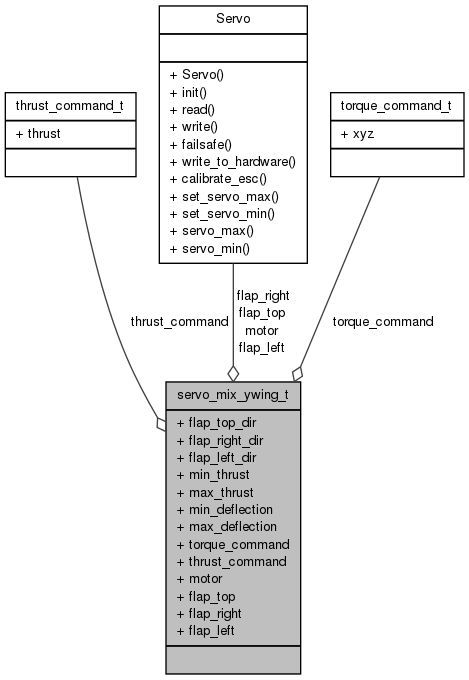 Servo
+ Servo()
+ init()
+ read()
+ write()
+ failsafe()
+ write_to_hardware()
+ calibrate_esc()
+ set_servo_max()
+ set_servo_min()
+ servo_max()
+ servo_min()
thrust_command_t
+ thrust
torque_command_t
+ xyz
thrust_command
flap_right
flap_top
motor
flap_left
torque_command
servo_mix_ywing_t
+ flap_top_dir
+ flap_right_dir
+ flap_left_dir
+ min_thrust
+ max_thrust
+ min_deflection
+ max_deflection
+ torque_command
+ thrust_command
+ motor
+ flap_top
+ flap_right
+ flap_left